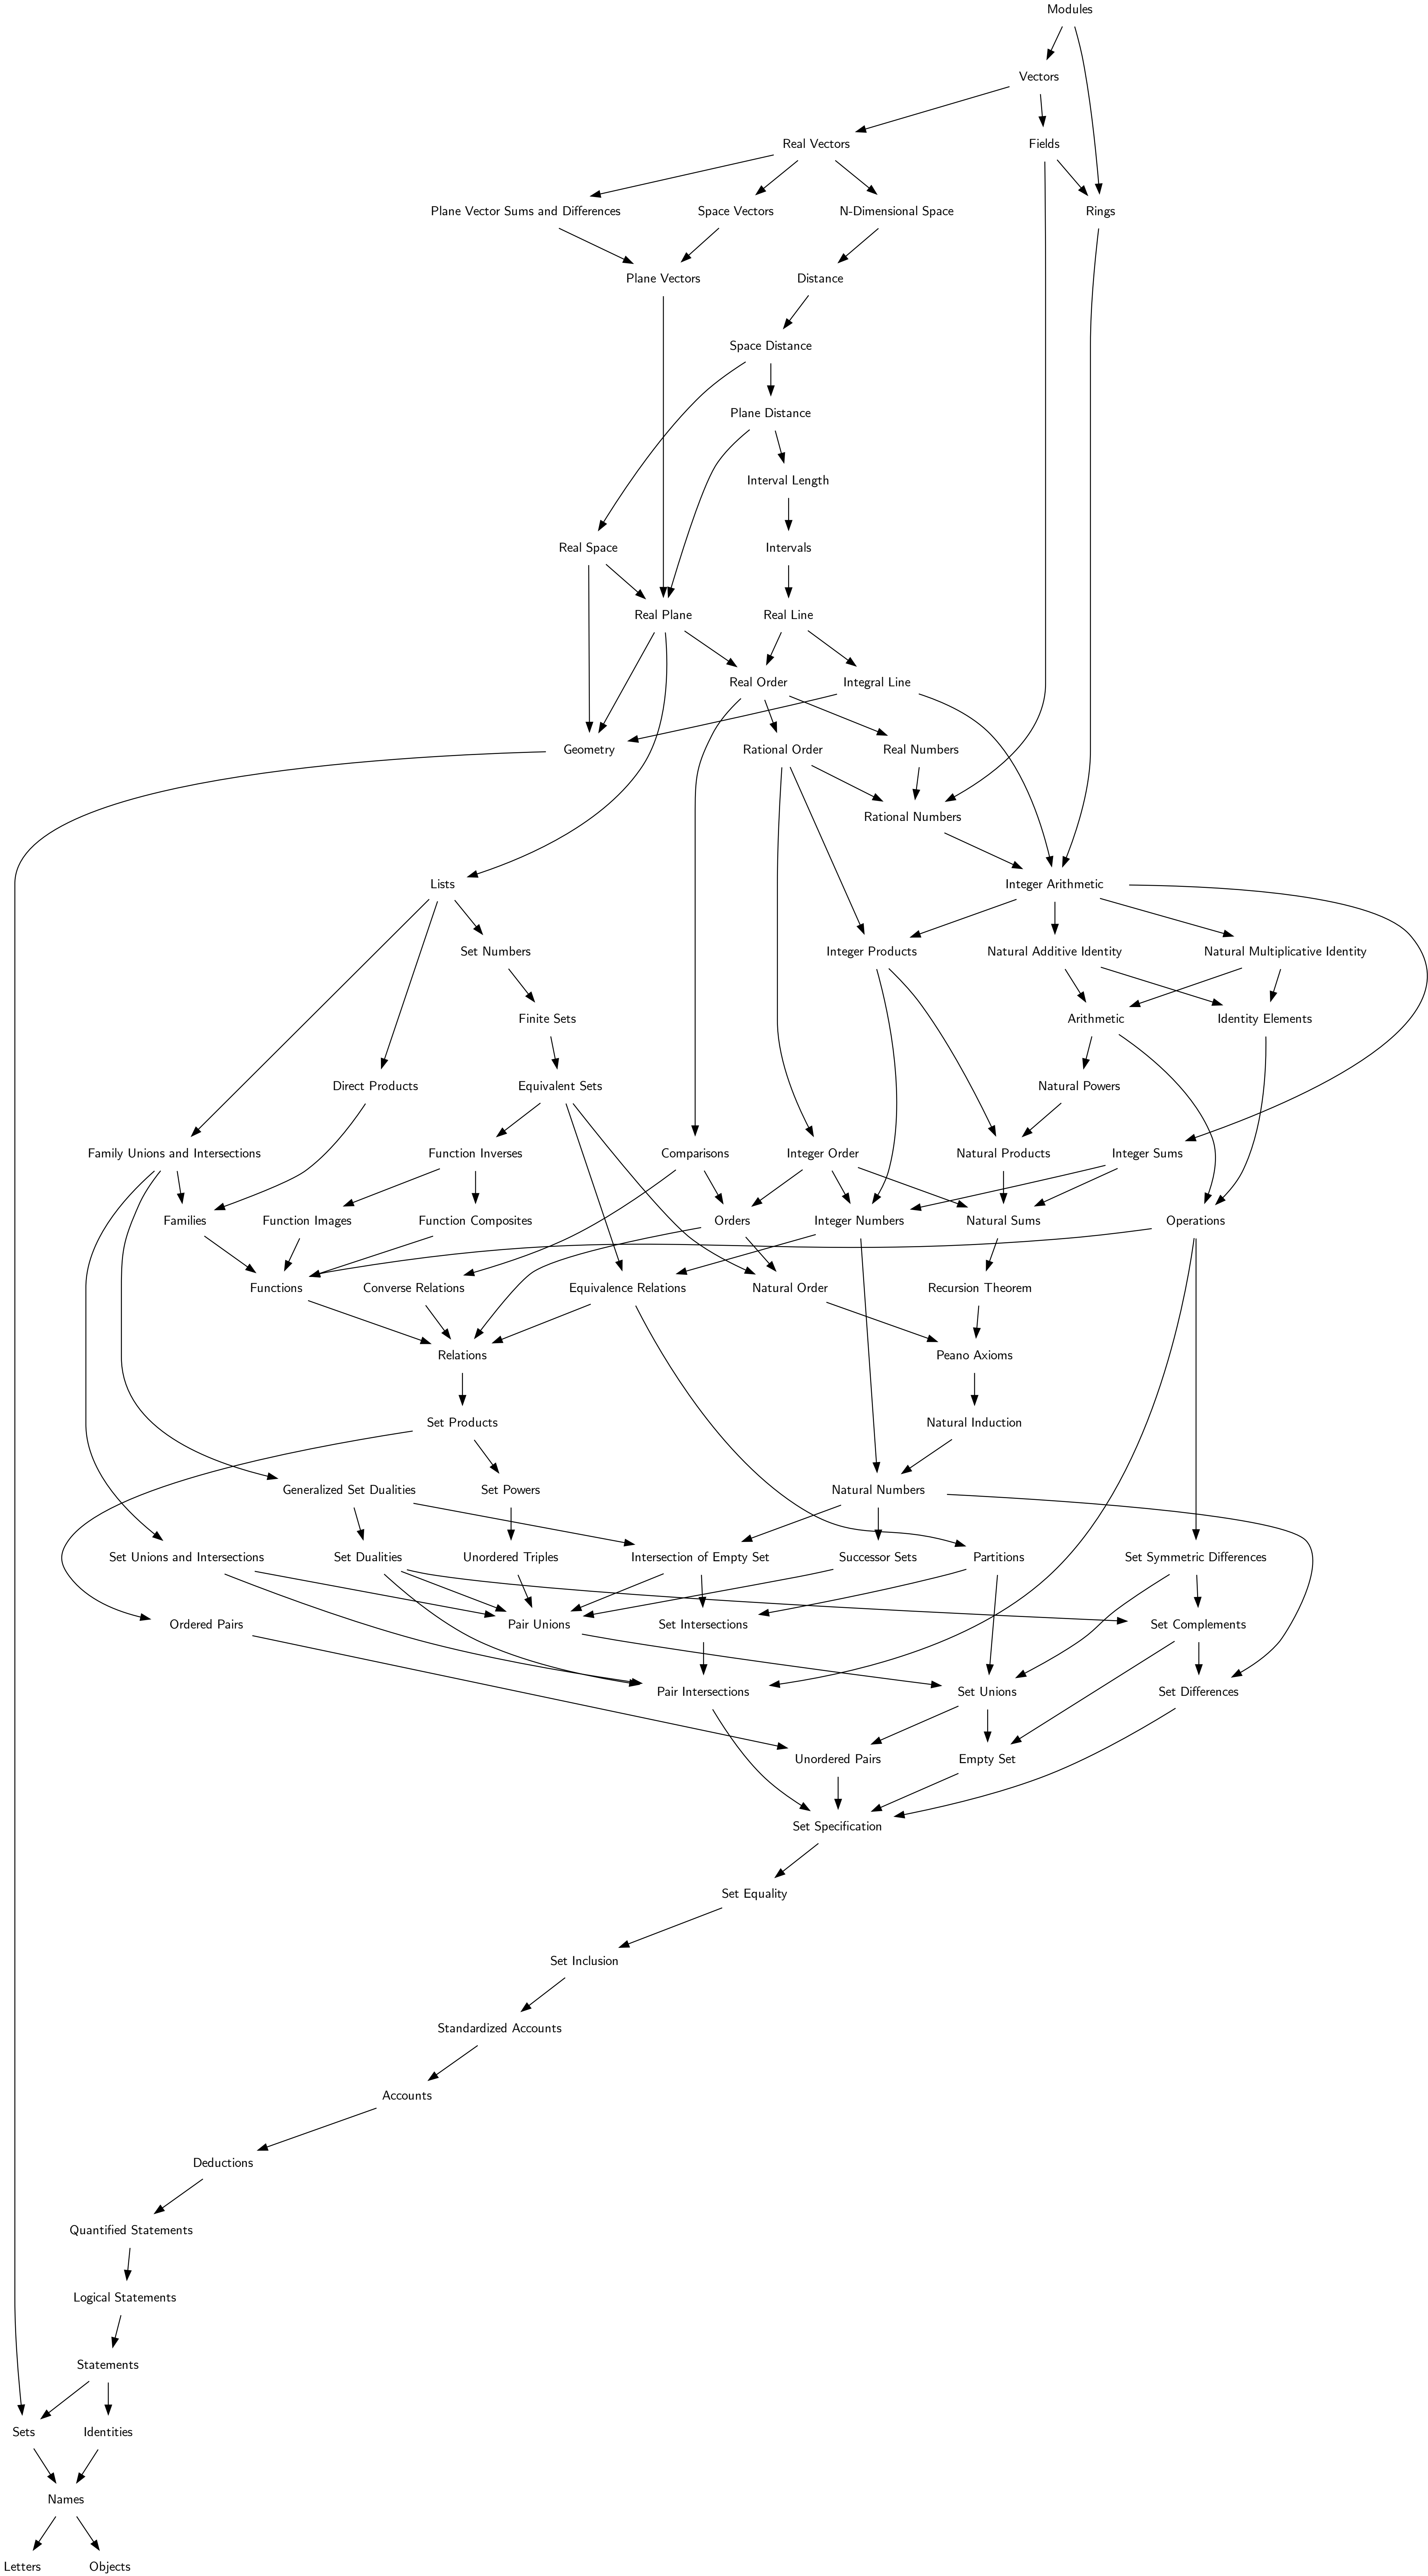 Modules
Vectors
Real Vectors
Fields
Plane Vector Sums and Differences
Space Vectors
N-Dimensional Space
Rings
Plane Vectors
Distance
Space Distance
Plane Distance
Interval Length
Real Space
Intervals
Real Plane
Real Line
Real Order
Integral Line
Geometry
Rational Order
Real Numbers
Rational Numbers
Lists
Integer Arithmetic
Set Numbers
Integer Products
Natural Additive Identity
Natural Multiplicative Identity
Finite Sets
Arithmetic
Identity Elements
Direct Products
Equivalent Sets
Natural Powers
Family Unions and Intersections
Function Inverses
Comparisons
Integer Order
Natural Products
Integer Sums
Families
Function Images
Function Composites
Orders
Integer Numbers
Natural Sums
Operations
Functions
Converse Relations
Equivalence Relations
Natural Order
Recursion Theorem
Relations
Peano Axioms
Set Products
Natural Induction
Generalized Set Dualities
Set Powers
Natural Numbers
Set Unions and Intersections
Set Dualities
Unordered Triples
Intersection of Empty Set
Successor Sets
Partitions
Set Symmetric Differences
Ordered Pairs
Pair Unions
Set Intersections
Set Complements
Pair Intersections
Set Unions
Set Differences
Unordered Pairs
Empty Set
Set Specification
Set Equality
Set Inclusion
Standardized Accounts
Accounts
Deductions
Quantified Statements
Logical Statements
Statements
Sets
Identities
Names
Letters
Objects